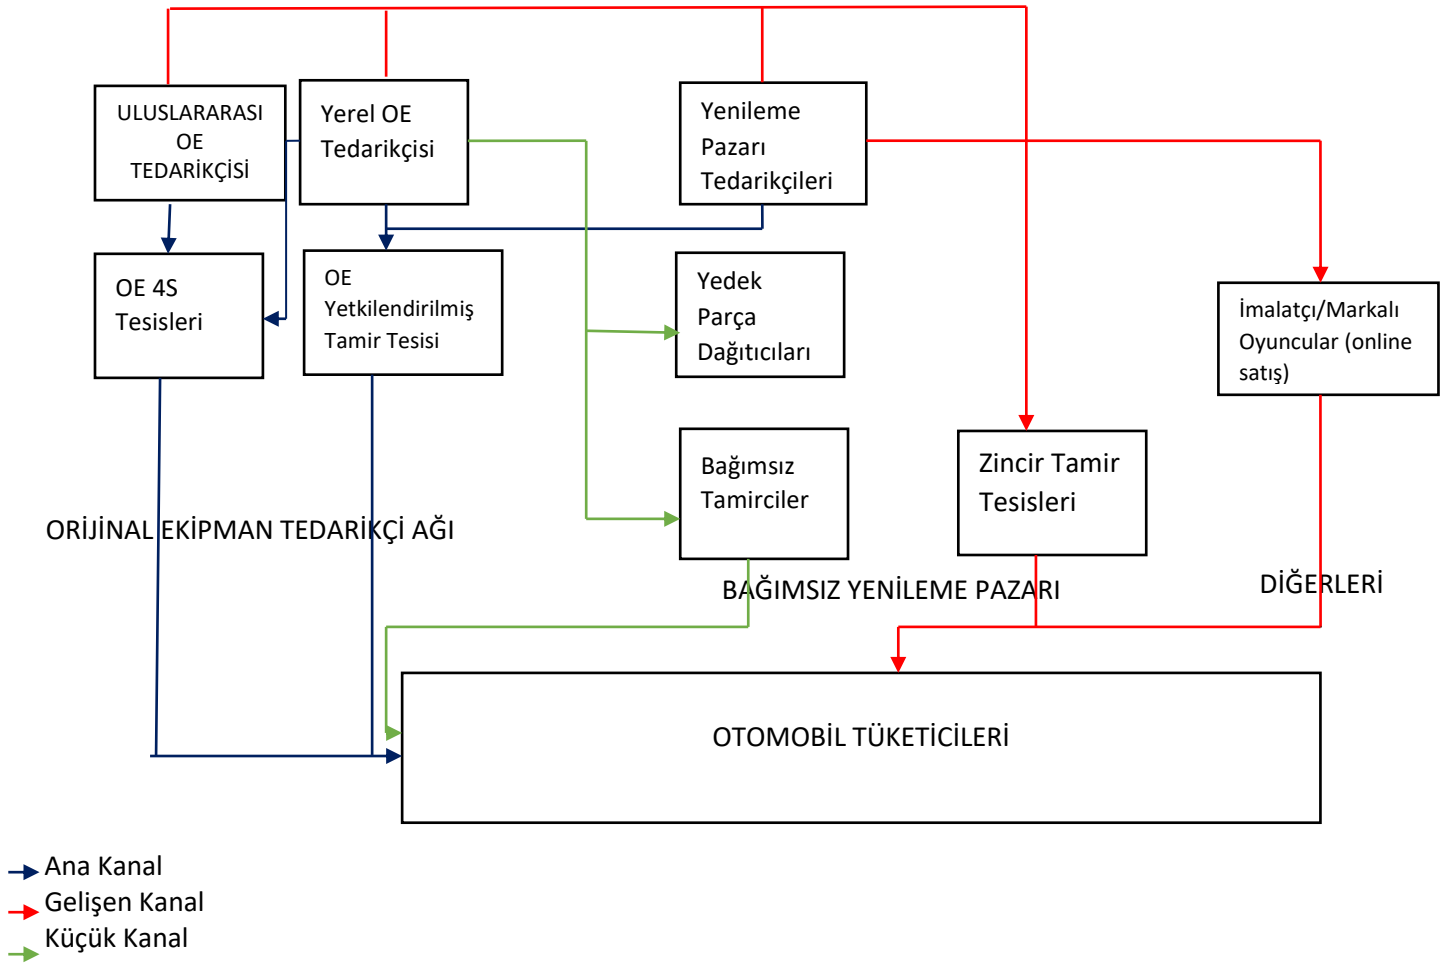 ULUSLARARASI
OE
TEDARİKÇİSİ
Yerel OE
Tedarikçisi
Yenileme
Pazarı
Tedarikçileri
OE 4S
Tesisleri
OE
Yetkilendirilmiş
Tamir Tesisi
Yedek
Parça
Dağıtıcıları
İmalatçı/Markalı
Oyuncular (online
satış)
Bağımsız
Tamirciler
Zincir Tamir
Tesisleri
ORİJİNAL EKİPMAN TEDARİKÇİ AĞI
BAĞIMSIZ YENİLEME PAZARI
DİĞERLERİ
OTOMOBİL TÜKETİCİLERİ
Ana Kanal
Gelişen Kanal
Küçük Kanal